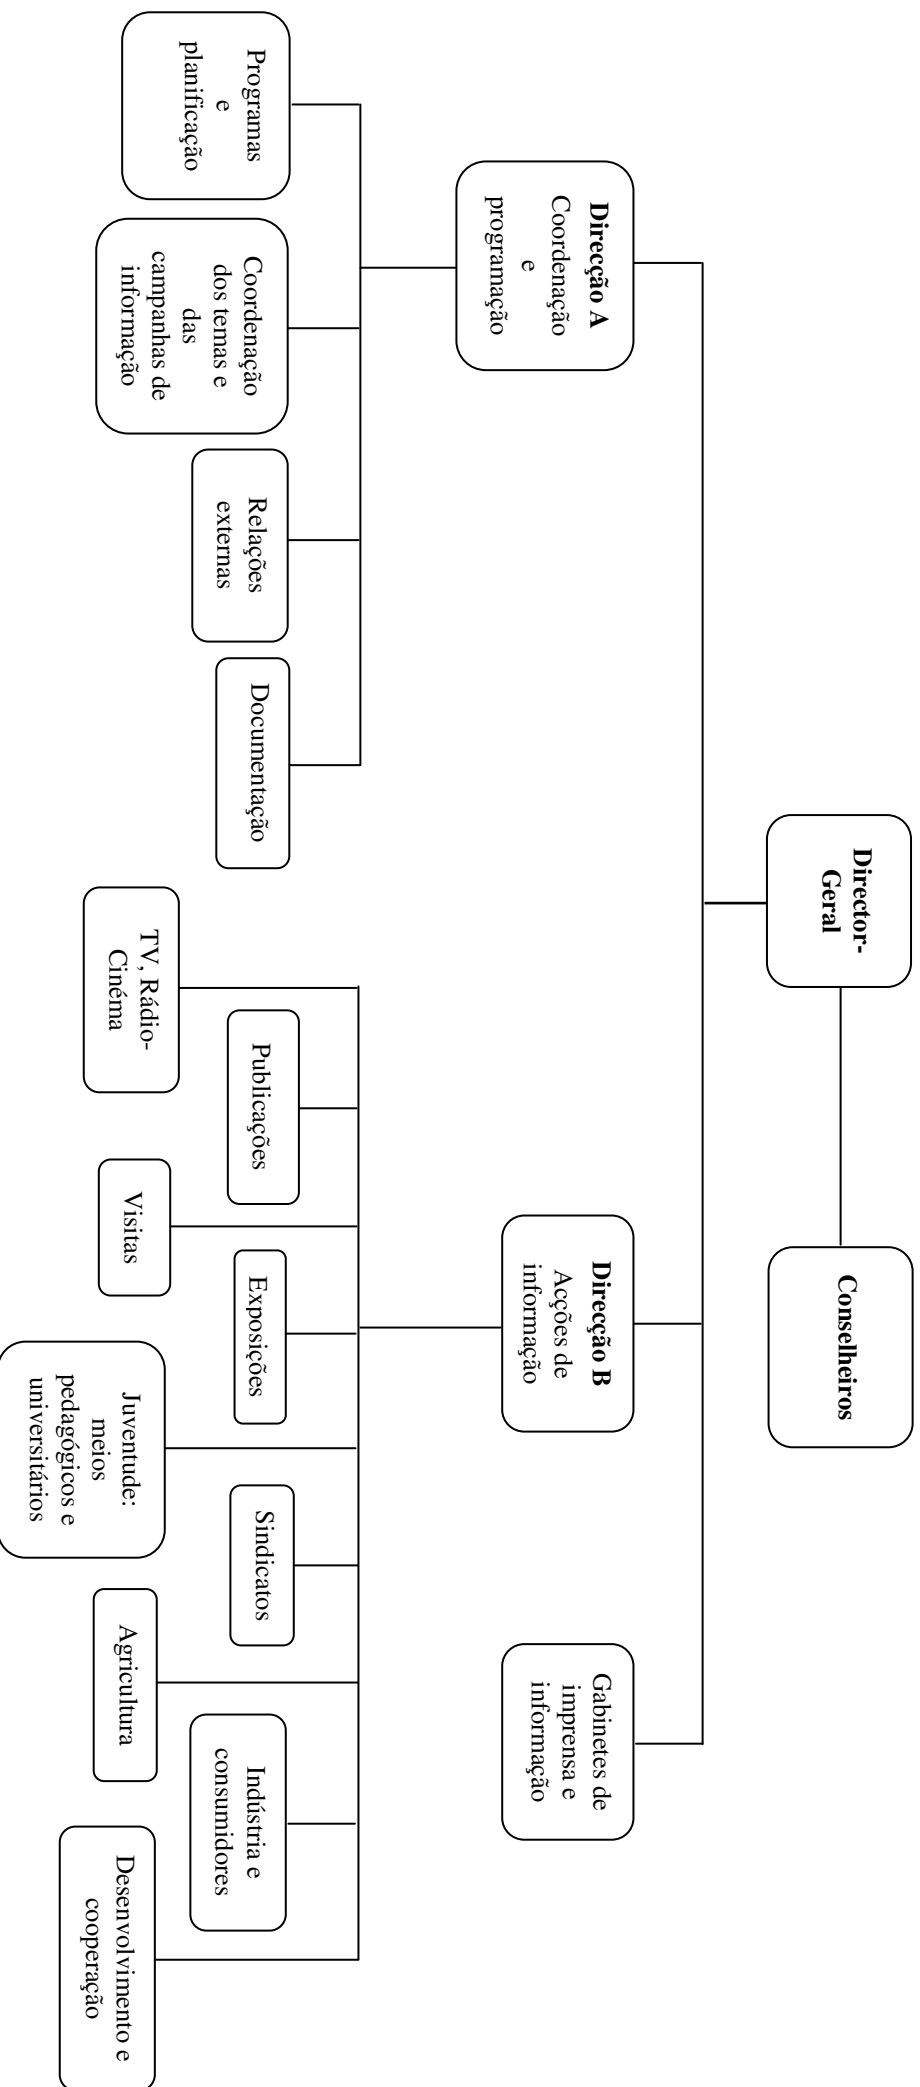 Director-
Geral
Conselheiros
Direcção A
Coordenação
e
programação
Direcção B
Acções de
informação
Gabinetes de
imprensa e
informação
Programas
e
planificação
Coordenação
dos temas e
das
campanhas de
informação
Relações
externas
Documentação
TV, Rádio-
Cinéma
Publicações
Visitas
Exposições
Juventude:
meios
pedagógicos e
universitários
Sindicatos
Agricultura
Indústria e
consumidores
Desenvolvimento e
cooperação